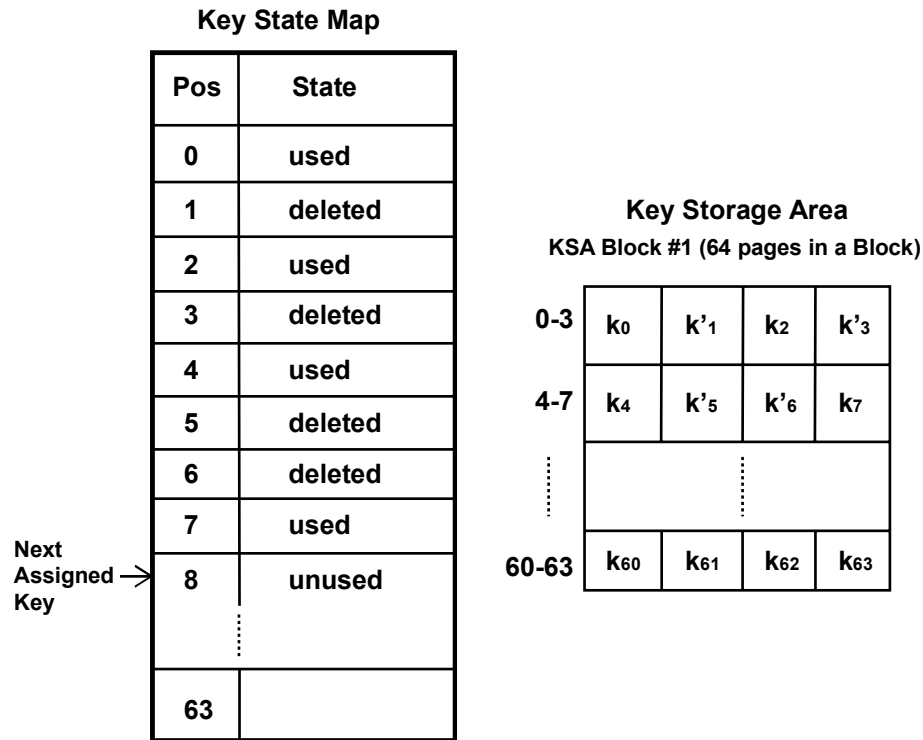 Key State Map
Pos State
0 used
1 deleted
2 used
3 deleted
4 used
5 deleted
6 deleted
7 used
8 unused
63
Next
Assigned
Key
Key Storage Area
KSA Block #1 (64 pages in a Block)
0-3 k0 k’1 k2 k’3
4-7 k4 k’5 k’6 k7
60-63 k60 k61 k62 k63